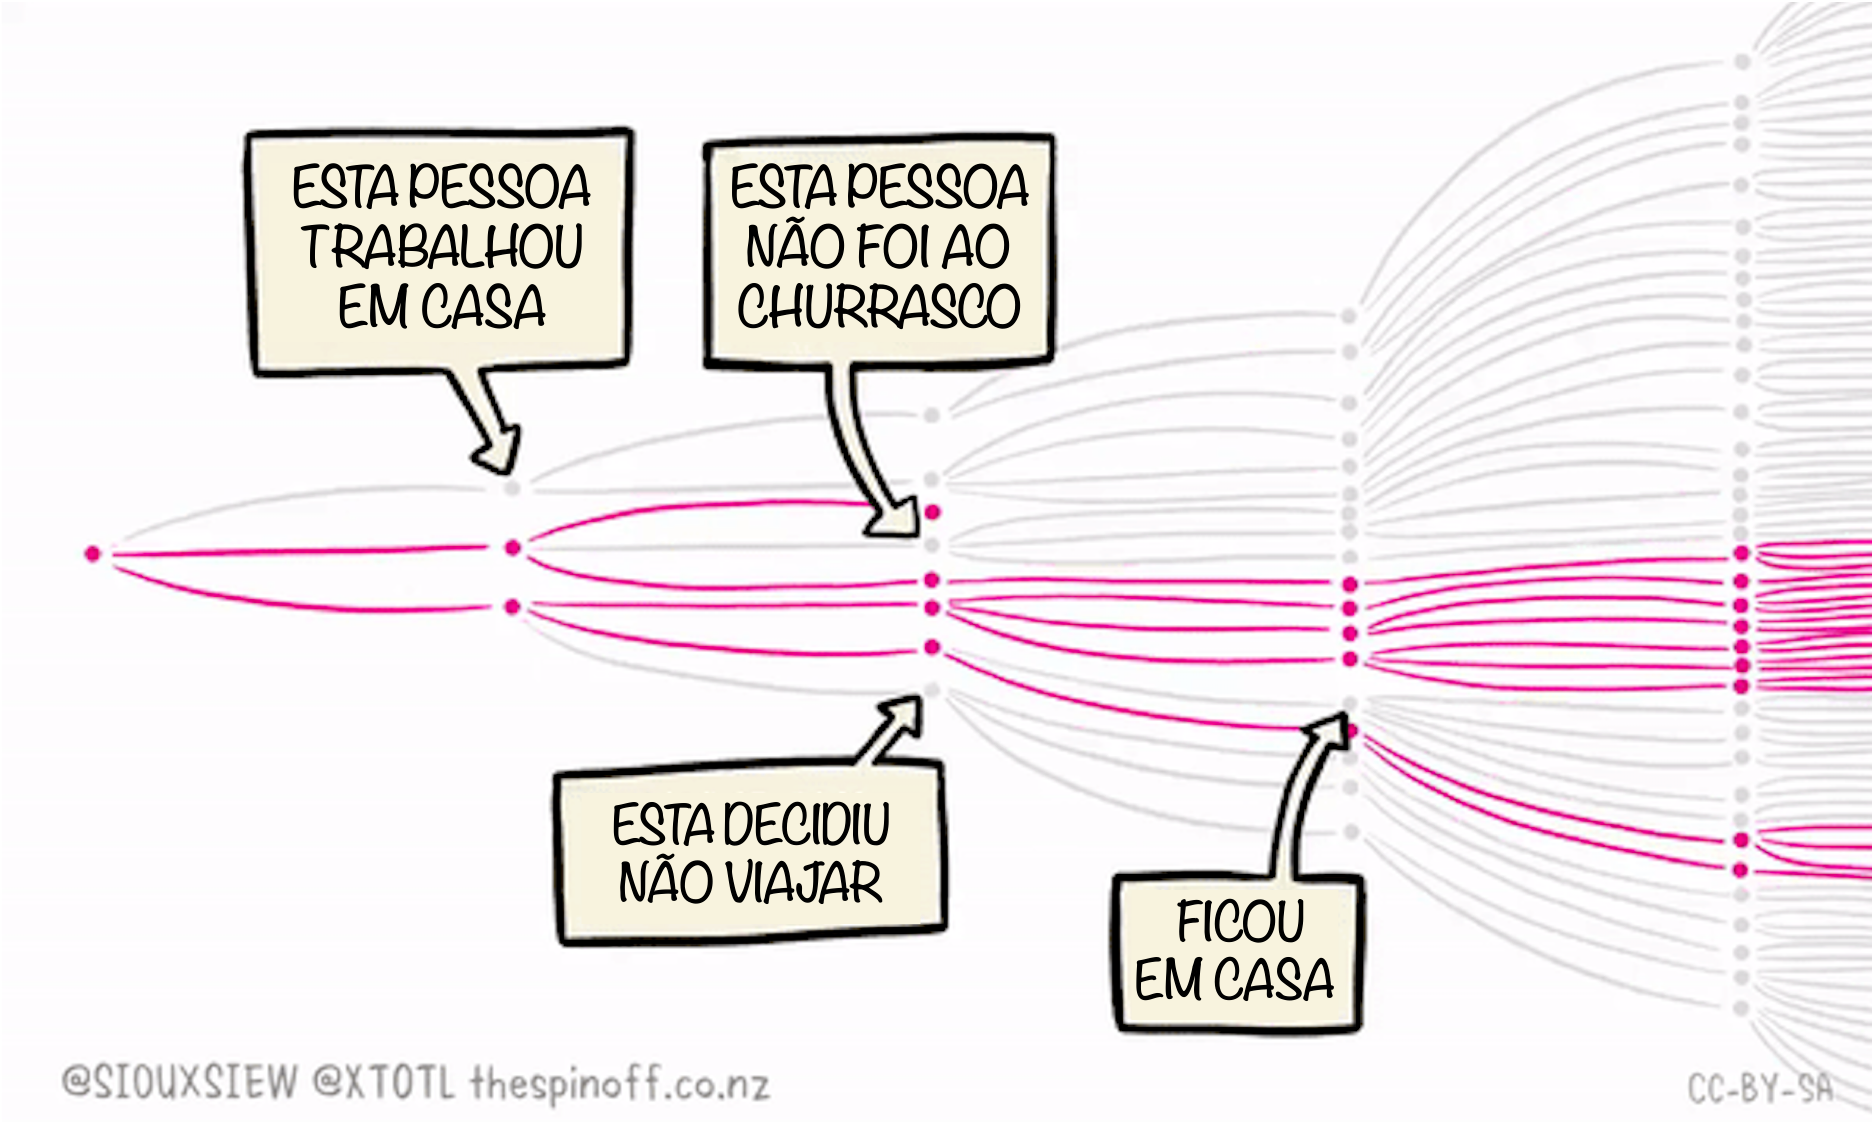 ESTA PESSOA
TRABALHOU
EM CASA
ESTA PESSOA
NÃO FOI AO
CHURRASCO
ESTA DECIDIU
NÃO VIAJAR
FICOU
EM CASA
@SIOUXSIEW @XTOTL thespinoff.co.nz
CC-BY-SA